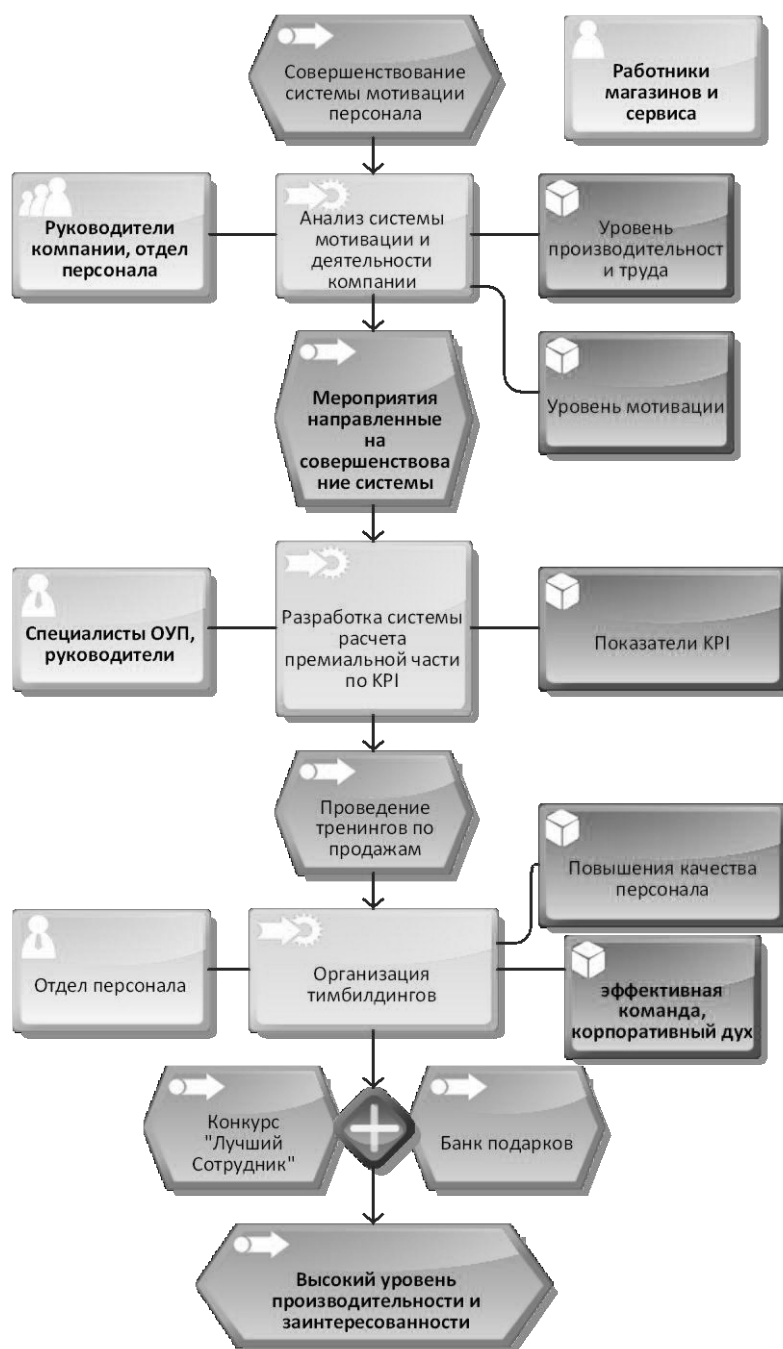 Совершенствование
системы мотивации
персонала
Работники
магазинов и
сервиса
Руководители
компании, отдел
персонала
Анализ системы
мотивации и
деятельности
компании
Уровень
производительност
и труда
Уровень мотивации
Мероприятия
направленные
на
совершенствова
ние системы
Специалисты ОУП,
руководители
Разработка системы
расчета
премиальной части
по KPI
Показатели KPI
Проведение
тренингов по
продажам
Повышения качества
персонала
Отдел персонала
Организация
тимбилдингов
эффективная
команда,
корпоративный дух
Конкурс
"Лучший
Сотрудник"
Банк подарков
Высокий уровень
производительности и
заинтересованности